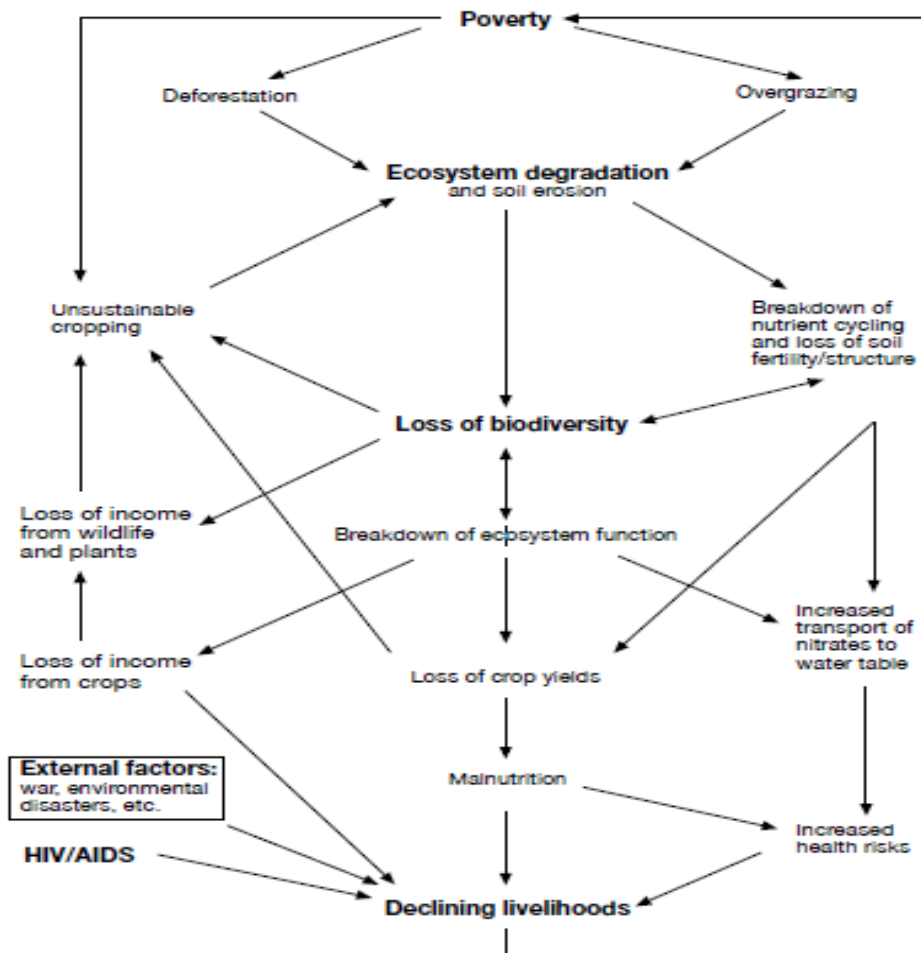 Poverty
Deforestation
Overgrazing
Ecosystem degradation
and soil erosion
Unsustainable
cropping
Breakdown of
nutrient cycling
and loss of soil
fertility/structure
Loss of biodiversity
Loss of income
from wildlife
and plants
Breakdown of ecosystem function
Increased
transport of
nitrates to
water table
Loss of income
from crops
Loss of crop yields
External factors:
war, environmental
disasters, etc.
Malnutrition
HIV/AIDS
Increased
health risks
Declining livelihoods